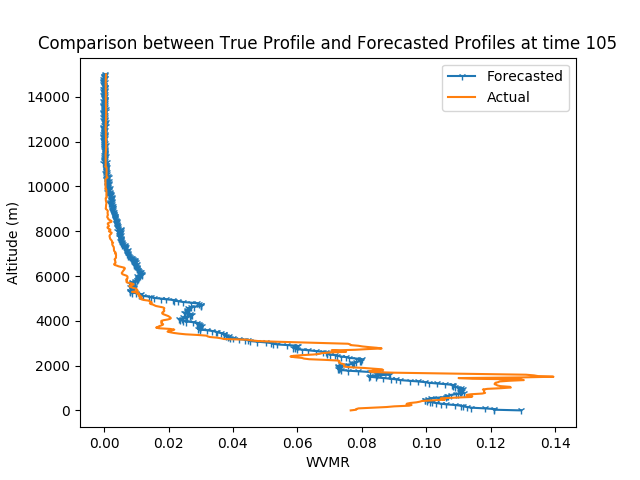 Comparison between True Profile and Forecasted Profiles at time 105
Forecasted
Actual
14000
12000
10000
8000
6000
4000
2000
0
Altitude (m)
0.00 0.02 0.04 0.06 0.08 0.10 0.12 0.14
WVMR